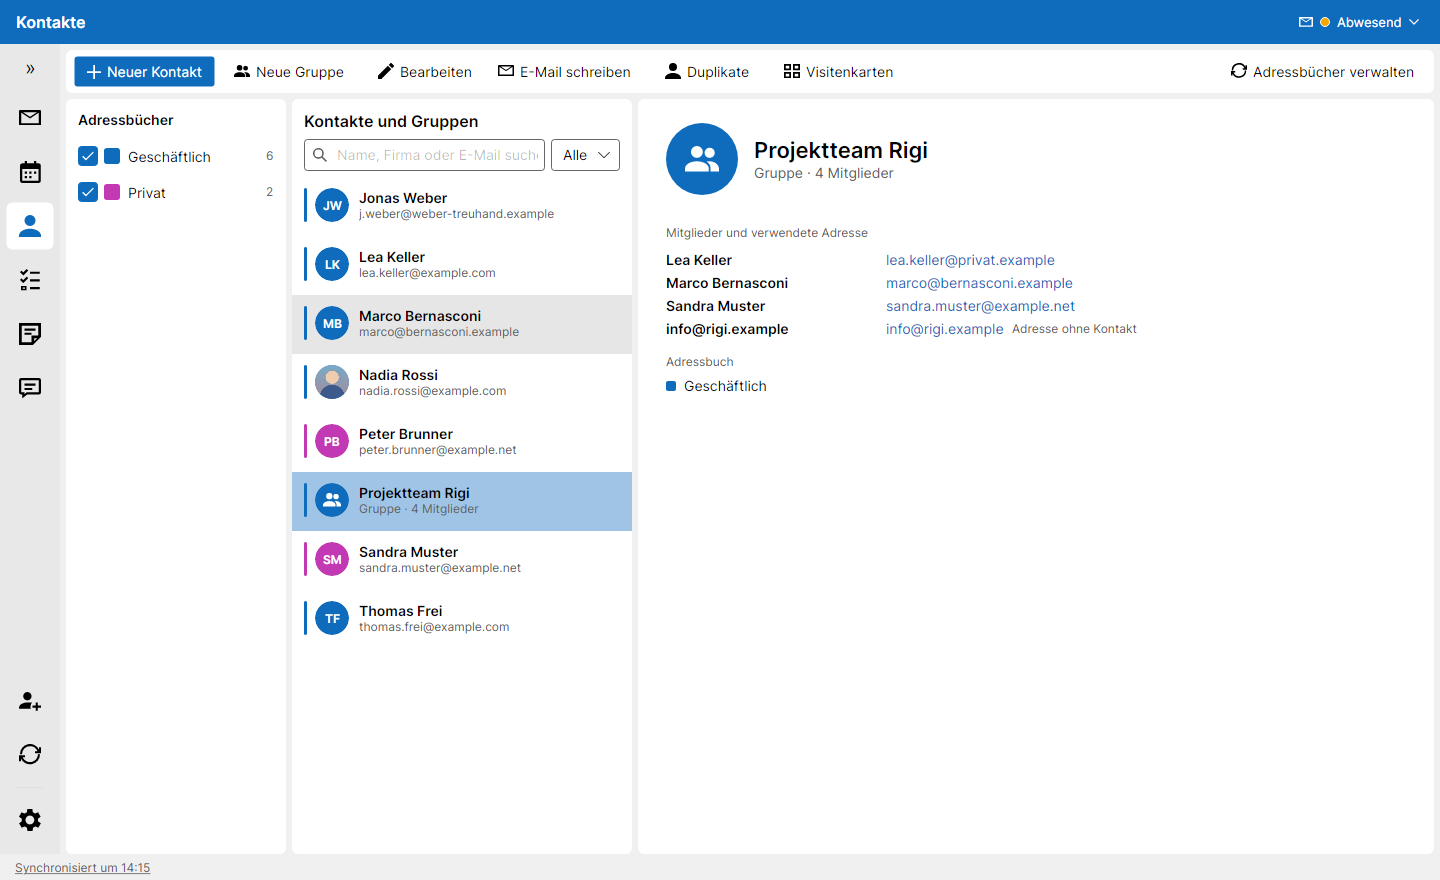 Kontakte
Abwesend
»
Neuer Kontakt
Neue Gruppe
Bearbeiten
E-Mail schreiben
Duplikate
Visitenkarten
Adressbücher verwalten
Adressbücher
Geschäftlich 6
Privat 2
Kontakte und Gruppen
Name, Firma oder E-Mail suche
Alle
JW
Jonas Weber
j.weber@weber-treuhand.example
LK
Lea Keller
lea.keller@example.com
MB
Marco Bernasconi
marco@bernasconi.example
Nadia Rossi
nadia.rossi@example.com
PB
Peter Brunner
peter.brunner@example.net
Projektteam Rigi
Gruppe · 4 Mitglieder
SM
Sandra Muster
sandra.muster@example.net
TF
Thomas Frei
thomas.frei@example.com
Projektteam Rigi
Gruppe · 4 Mitglieder
Mitglieder und verwendete Adresse
Lea Keller lea.keller@privat.example
Marco Bernasconi marco@bernasconi.example
Sandra Muster sandra.muster@example.net
info@rigi.example info@rigi.example Adresse ohne Kontakt
Adressbuch
Geschäftlich
Synchronisiert um 14:15